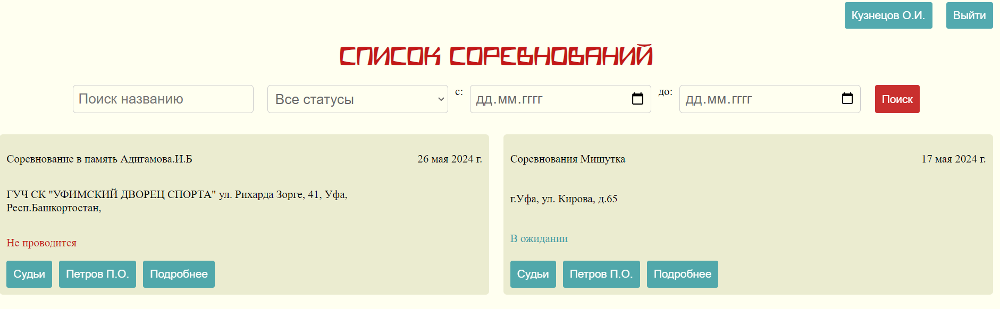 Кузнецов О.И. Выйти
СПИСОК СОРЕВНОВАНИЙ
Поиск названию Все статусы с: дд.мм.гггг до: дд.мм.гггг Поиск
Соревнование в память Адигамова.И.Б 26 мая 2024 г.
ГУЧ СК "УФИМСКИЙ ДВОРЕЦ СПОРТА" ул. Рихарда Зорге, 41, Уфа,
Респ.Башкортостан,
Не проводится
Судьи Петров П.О. Подробнее
Соревнования Мишутка 17 мая 2024 г.
г.Уфа, ул. Кирова, д.65
В ожидании
Судьи Петров П.О. Подробнее